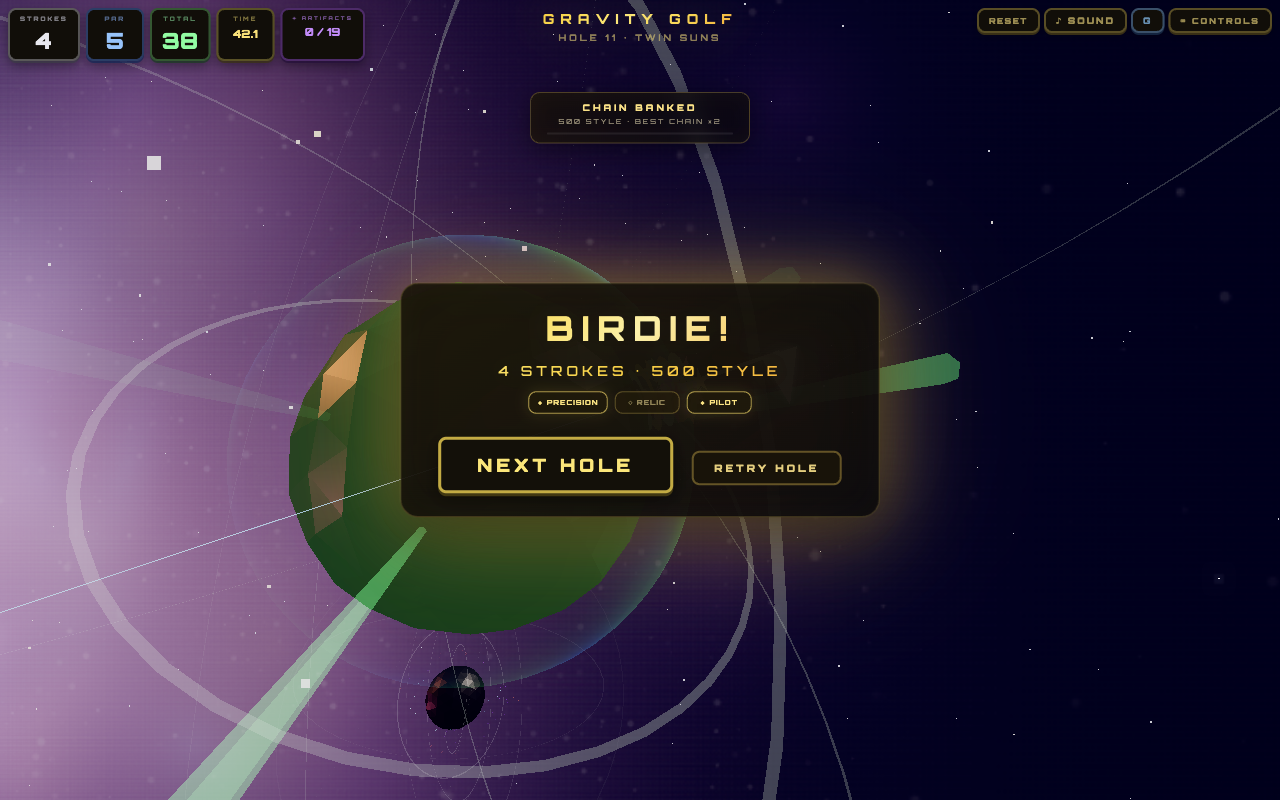 STROKES
4
PAR
5
TOTAL
38
TIME
42.1
✦ ARTIFACTS
0 / 19
GRAVITY GOLF
HOLE 11 · TWIN SUNS
RESET
♪ SOUND
G
≡ CONTROLS
CHAIN BANKED
500 STYLE · BEST CHAIN ×2
BIRDIE!
4 STROKES · 500 STYLE
◆ PRECISION
◇ RELIC
◆ PILOT
NEXT HOLE
RETRY HOLE